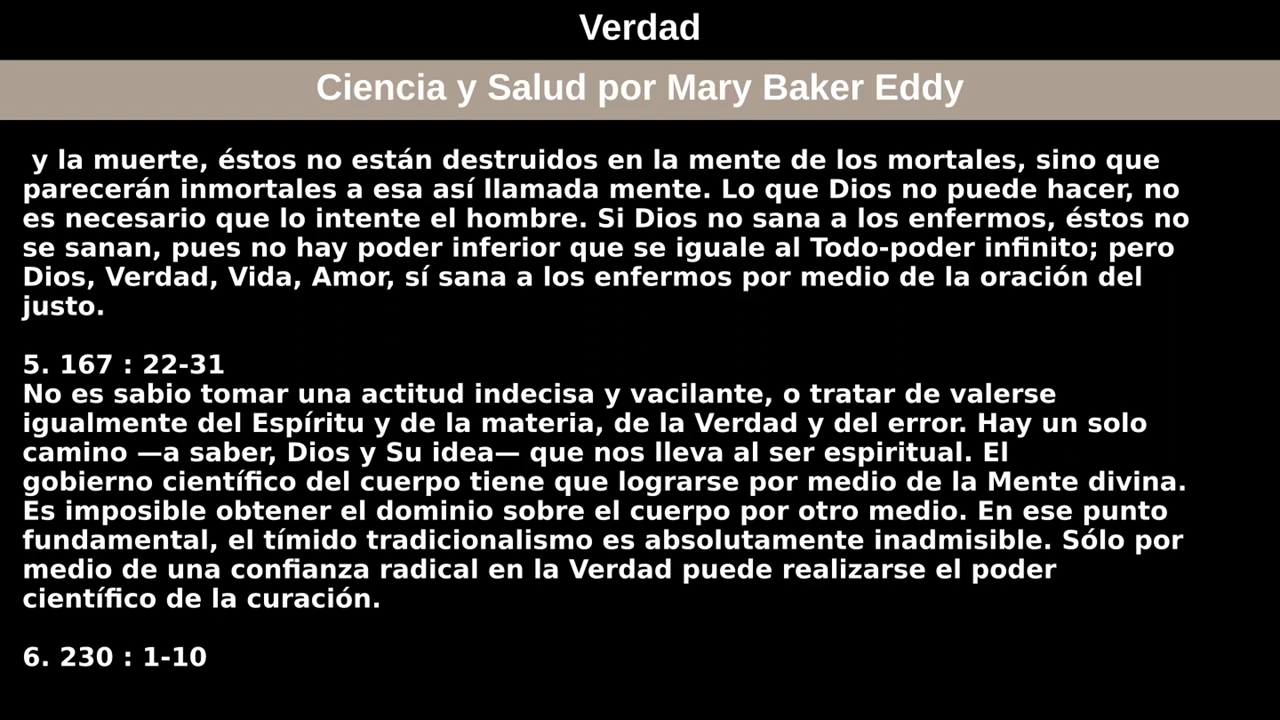 Verdad
Ciencia y Salud por Mary Baker Eddy
y la muerte, éstos no están destruidos en la mente de los mortales, sino que
parecerán inmortales a esa así llamada mente. Lo que Dios no puede hacer, no
es necesario que lo intente el hombre. Si Dios no sana a los enfermos, éstos no
se sanan, pues no hay poder inferior que se iguale al Todo-poder infinito; pero
Dios, Verdad, Vida, Amor, sí sana a los enfermos por medio de la oración del
justo.
5. 167 : 22-31
No es sabio tomar una actitud indecisa y vacilante, o tratar de valerse
igualmente del Espíritu y de la materia, de la Verdad y del error. Hay un solo
camino —a saber, Dios y Su idea— que nos lleva al ser espiritual. El
gobierno científico del cuerpo tiene que lograrse por medio de la Mente divina.
Es imposible obtener el dominio sobre el cuerpo por otro medio. En ese punto
fundamental, el tímido tradicionalismo es absolutamente inadmisible. Sólo por
medio de una confianza radical en la Verdad puede realizarse el poder
científico de la curación.
6. 230 : 1-10